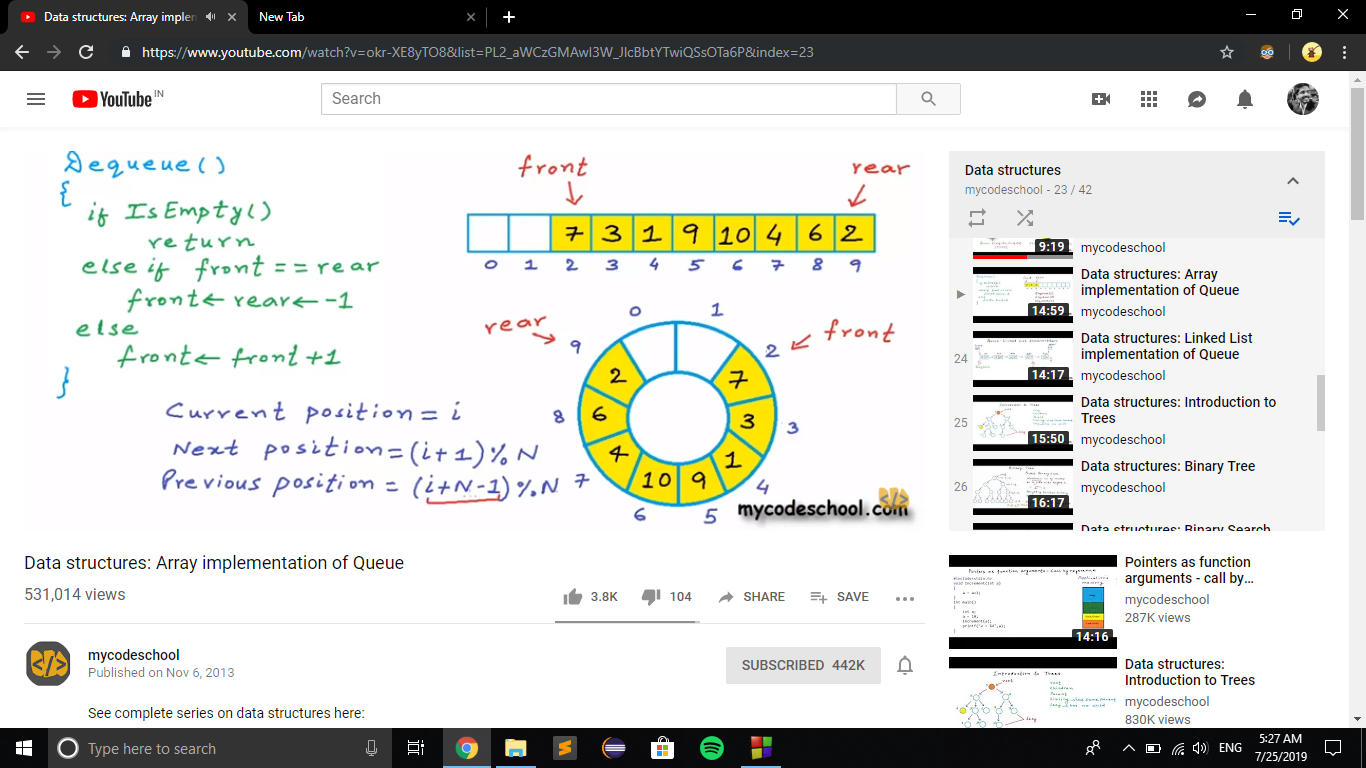 Data structures: Array implen
New Tab
https://www.youtube.com/watch?v=okr-XE8yTO8&list=PL2_aWCzGMAwI3W_JlcBbtYTwiQSsOTa6P&index=23
YouTube IN
Search
Dequeue()
{
if IsEmpty()
return
else if front == rear
front ← rear ← -1
else
front ← front +1
}
Current position = i
Next position = (i+1)%N
Previous position = (i+N-1)%N
front
rear
7 3 1 9 10 4 6 2
0 1 2 3 4 5 6 7 8 9
rear
front
0
1
9
2
2
7
8
6
3
3
4
1
7
10
9
4
6
5
mycodeschool.com
Data structures
mycodeschool - 23 / 42
9:19
mycodeschool
Data structures: Array
implementation of Queue
14:59
mycodeschool
24
Data structures: Linked List
implementation of Queue
14:17
mycodeschool
25
Data structures: Introduction to
Trees
15:50
mycodeschool
26
Data structures: Binary Tree
mycodeschool
16:17
Data structures: Binary Search
Data structures: Array implementation of Queue
531,014 views
3.8K
104
SHARE
SAVE
mycodeschool
Published on Nov 6, 2013
SUBSCRIBED 442K
See complete series on data structures here:
Pointers as function
arguments - call by...
mycodeschool
287K views
14:16
Data structures:
Introduction to Trees
mycodeschool
830K views
Type here to search
ENG
5:27 AM
7/25/2019